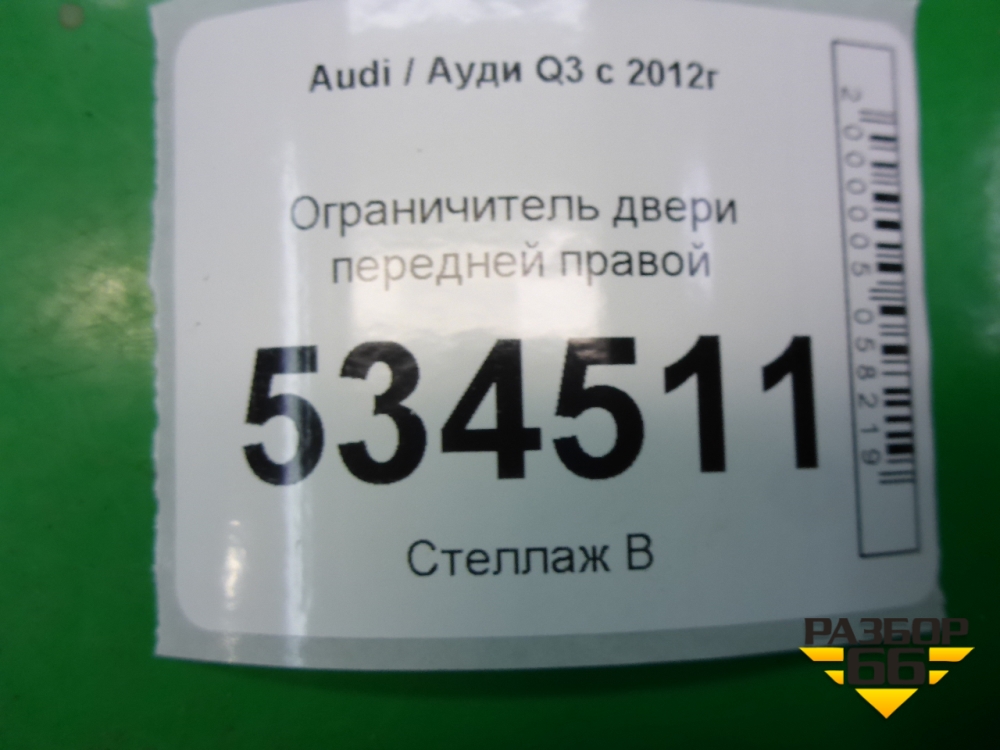 Audi / Ауди Q3 с 2012г
Ограничитель двери
передней правой
534511
Стеллаж В
2000005058219
РАЗБОР
66